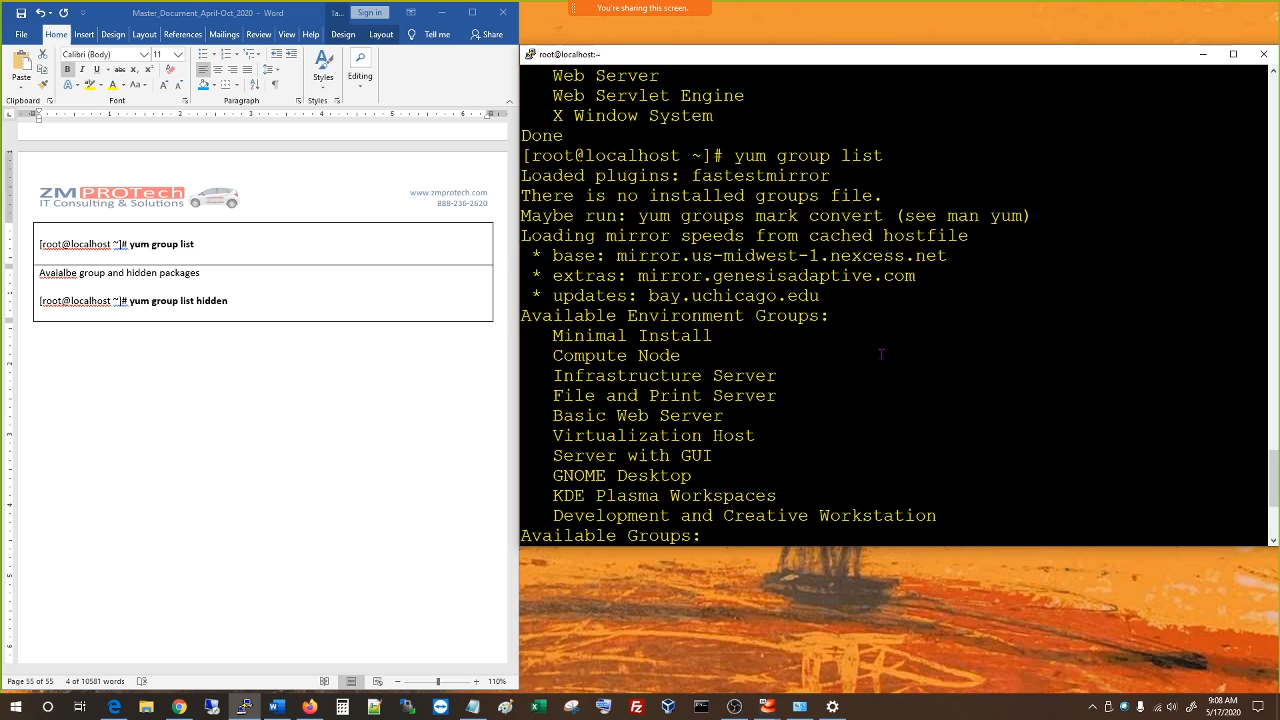 You're sharing this screen.
Master_Document_April-Oct_2020 - Word
Ta...
Sign in
File
Home
Insert
Design
Layout
References
Mailings
Review
View
Help
Design
Layout
Tell me
Share
Calibri (Body)
11
Paste
Styles
Editing
Clipboard
Font
Paragraph
Styles
ZM PROTech
IT Consulting & Solutions
www.zmprotech.com
888-236-2620
[root@localhost ~]# yum group list
Avaialbe group and hidden packages
[root@localhost ~]# yum group list hidden
Page 55 of 55
4 of 10581 words
110%
root@localhost:~
Web Server
Web Servlet Engine
X Window System
Done
[root@localhost ~]# yum group list
Loaded plugins: fastestmirror
There is no installed groups file.
Maybe run: yum groups mark convert (see man yum)
Loading mirror speeds from cached hostfile
* base: mirror.us-midwest-1.nexcess.net
* extras: mirror.genesisadaptive.com
* updates: bay.uchicago.edu
Available Environment Groups:
Minimal Install
Compute Node
Infrastructure Server
File and Print Server
Basic Web Server
Virtualization Host
Server with GUI
GNOME Desktop
KDE Plasma Workspaces
Development and Creative Workstation
Available Groups:
9:08 AM
5/17/2020